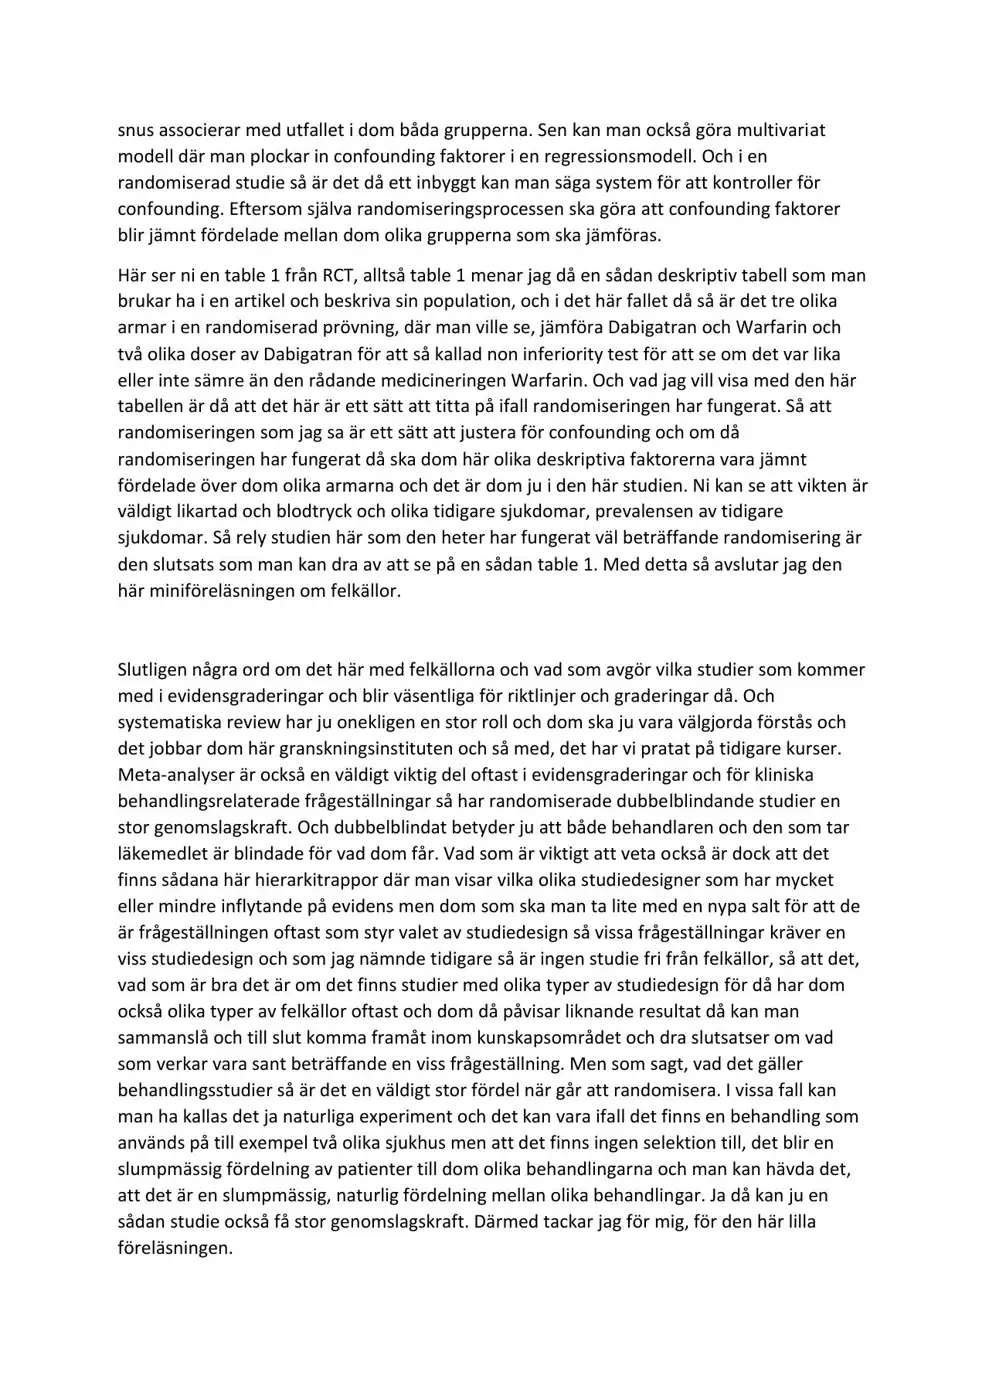 snus associerar med utfallet i dom båda grupperna. Sen kan man också göra multivariat
modell där man plockar in confounding faktorer i en regressionsmodell. Och i en
randomiserad studie så är det då ett inbyggt kan man säga system för att kontroller för
confounding. Eftersom själva randomiseringsprocessen ska göra att confounding faktorer
blir jämnt fördelade mellan dom olika grupperna som ska jämföras.
Här ser ni en table 1 från RCT, alltså table 1 menar jag då en sådan deskriptiv tabell som man
brukar ha i en artikel och beskriva sin population, och i det här fallet då så är det tre olika
armar i en randomiserad prövning, där man ville se, jämföra Dabigatran och Warfarin och
två olika doser av Dabigatran för att så kallad non inferiority test för att se om det var lika
eller inte sämre än den rådande medicineringen Warfarin. Och vad jag vill visa med den här
tabellen är då att det här är ett sätt att titta på ifall randomiseringen har fungerat. Så att
randomiseringen som jag sa är ett sätt att justera för confounding och om då
randomiseringen har fungerat då ska dom här olika deskriptiva faktorerna vara jämnt
fördelade över dom olika armarna och det är dom ju i den här studien. Ni kan se att vikten är
väldigt likartad och blodtryck och olika tidigare sjukdomar, prevalensen av tidigare
sjukdomar. Så rely studien här som den heter har fungerat väl beträffande randomisering är
den slutsats som man kan dra av att se på en sådan table 1. Med detta så avslutar jag den
här miniföreläsningen om felkällor.
Slutligen några ord om det här med felkällorna och vad som avgör vilka studier som kommer
med i evidensgraderingar och blir väsentliga för riktlinjer och graderingar då. Och
systematiska review har ju onekligen en stor roll och dom ska ju vara välgjorda förstås och
det jobbar dom här granskningsinstituten och så med, det har vi pratat på tidigare kurser.
Meta-analyser är också en väldigt viktig del oftast i evidensgraderingar och för kliniska
behandlingsrelaterade frågeställningar så har randomiserade dubbelblindande studier en
stor genomslagskraft. Och dubbelblindat betyder ju att både behandlaren och den som tar
läkemedlet är blindade för vad dom får. Vad som är viktigt att veta också är dock att det
finns sådana här hierarkitrappor där man visar vilka olika studiedesigner som har mycket
eller mindre inflytande på evidens men dom som ska man ta lite med en nypa salt för att de
är frågeställningen oftast som styr valet av studiedesign så vissa frågeställningar kräver en
viss studiedesign och som jag nämnde tidigare så är ingen studie fri från felkällor, så att det,
vad som är bra det är om det finns studier med olika typer av studiedesign för då har dom
också olika typer av felkällor oftast och dom då påvisar liknande resultat då kan man
sammanslå och till slut komma framåt inom kunskapsområdet och dra slutsatser om vad
som verkar vara sant beträffande en viss frågeställning. Men som sagt, vad det gäller
behandlingsstudier så är det en väldigt stor fördel när går att randomisera. I vissa fall kan
man ha kallas det ja naturliga experiment och det kan vara ifall det finns en behandling som
används på till exempel två olika sjukhus men att det finns ingen selektion till, det blir en
slumpmässig fördelning av patienter till dom olika behandlingarna och man kan hävda det,
att det är en slumpmässig, naturlig fördelning mellan olika behandlingar. Ja då kan ju en
sådan studie också få stor genomslagskraft. Därmed tackar jag för mig, för den här lilla
föreläsningen.